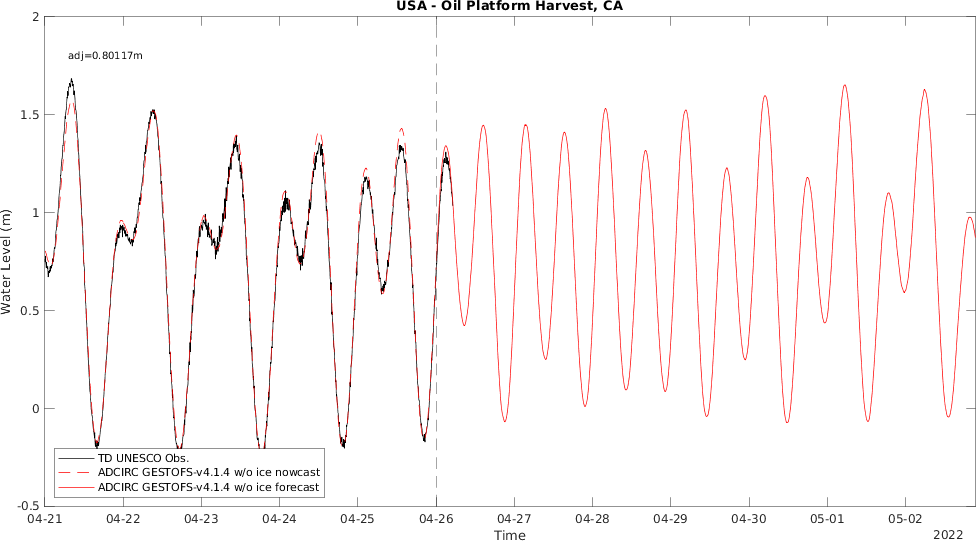 USA - Oil Platform Harvest, CA
2
adj=0.80117m
1.5
1
0.5
0
-0.5
Water Level (m)
TD UNESCO Obs.
ADCIRC GESTOFS-v4.1.4 w/o ice nowcast
ADCIRC GESTOFS-v4.1.4 w/o ice forecast
04-21 04-22 04-23 04-24 04-25 04-26 04-27 04-28 04-29 04-30 05-01 05-02
Time
2022